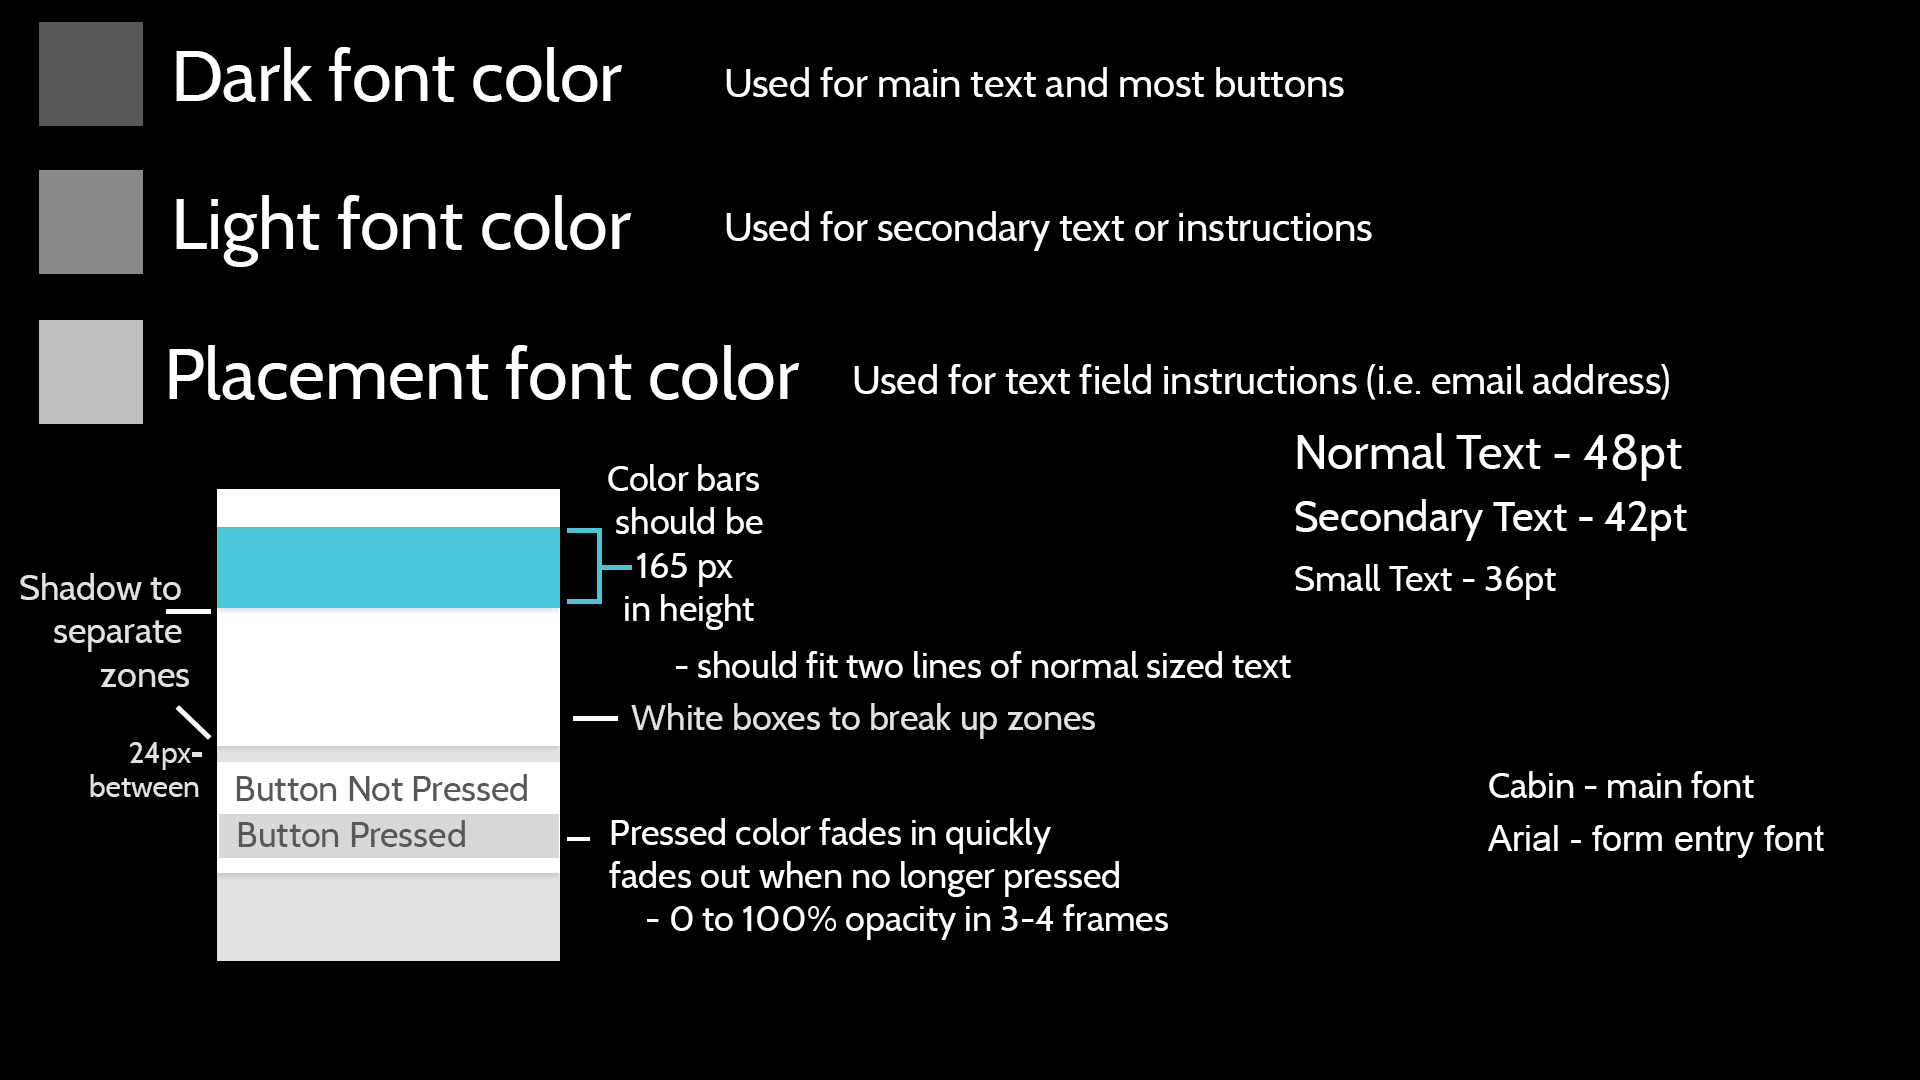 Dark font color
Used for main text and most buttons
Light font color
Used for secondary text or instructions
Placement font color
Used for text field instructions (i.e. email address)
Normal Text - 48pt
Secondary Text - 42pt
Small Text - 36pt
Color bars
should be
165 px
in height
- should fit two lines of normal sized text
Shadow to
separate
zones
White boxes to break up zones
24px-
between
Button Not Pressed
Button Pressed
Pressed color fades in quickly
fades out when no longer pressed
- 0 to 100% opacity in 3-4 frames
Cabin - main font
Arial - form entry font